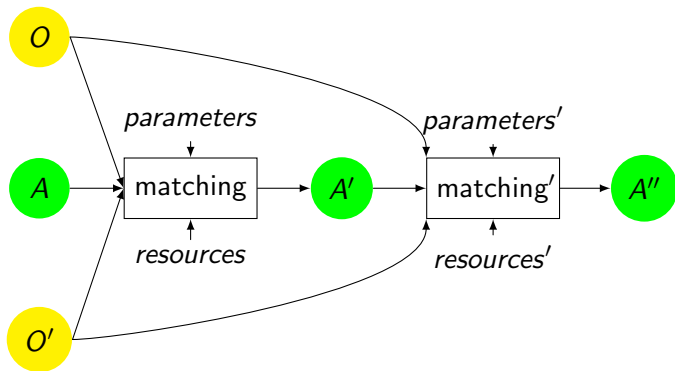 O
parameters
parameters′
A
matching
A′
matching′
A″
resources
resources′
O′